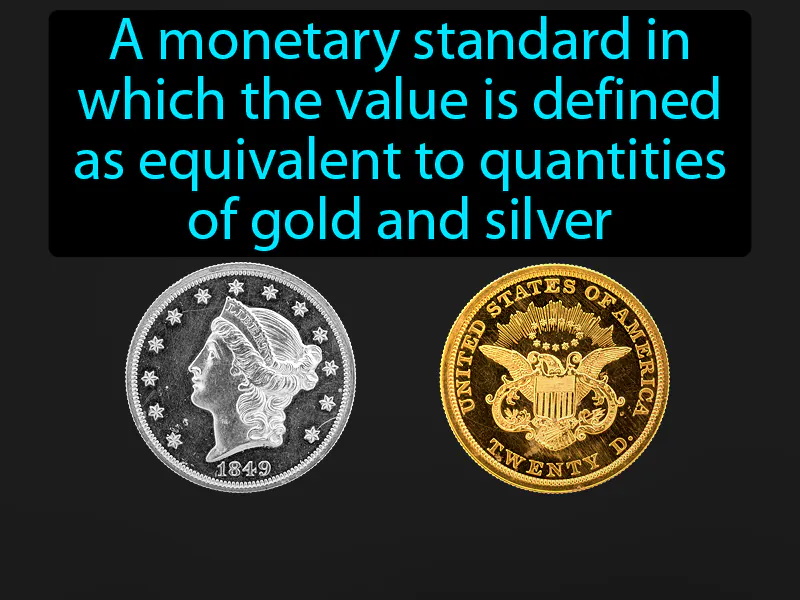 A monetary standard in
which the value is defined
as equivalent to quantities
of gold and silver
LIBERTY
1849
UNITED STATES OF AMERICA
TWENTY D.